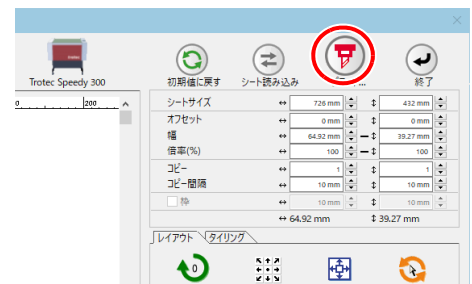 Trotec Speedy 300
初期値に戻す
シート読み込み
終了
200
シートサイズ ↔ 726 mm ↕ 432 mm
オフセット ↔ 0 mm ↕ 0 mm
幅 ↔ 64.92 mm ↕ 39.27 mm
倍率(%) ↔ 100 ↕ 100
コピー ↔ 1 ↕ 1
コピー間隔 ↔ 10 mm ↕ 10 mm
枠 ↔ 10 mm ↕ 10 mm
↔ 64.92 mm ↕ 39.27 mm
レイアウト タイリング
0